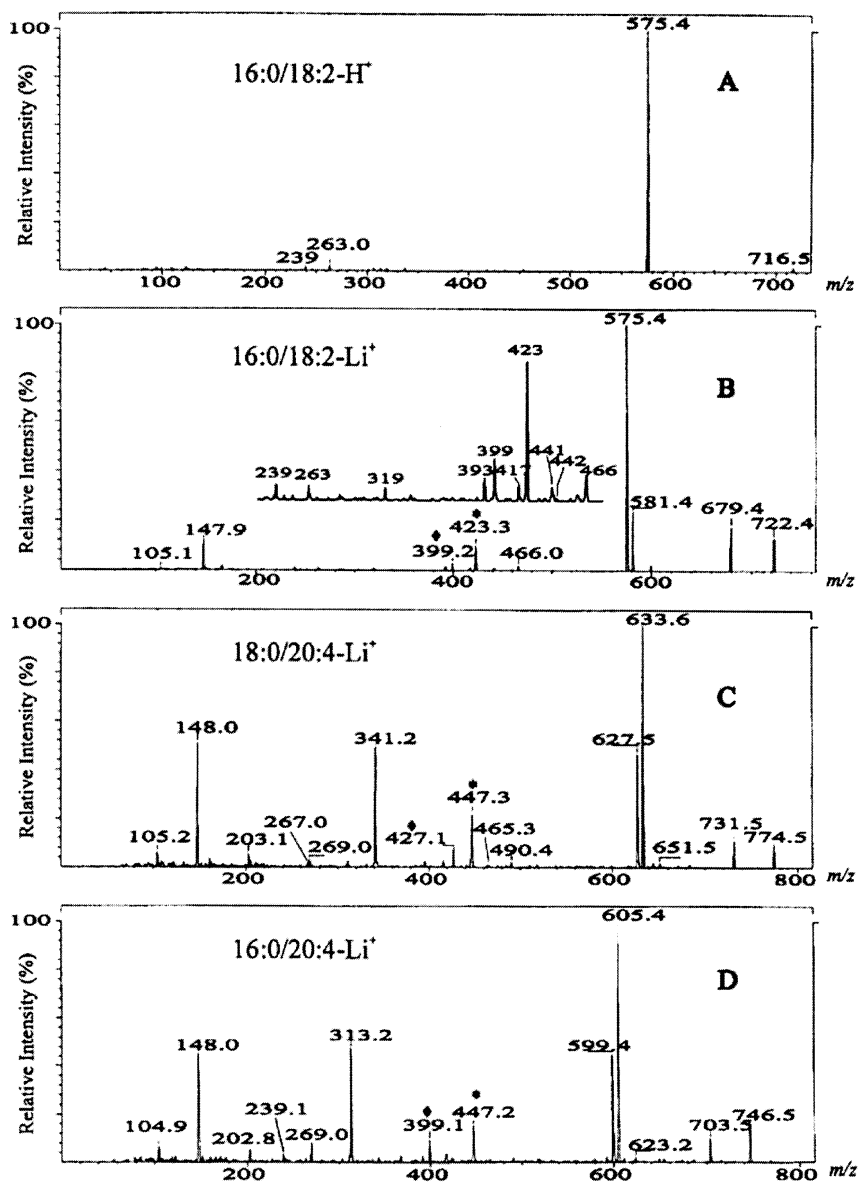 100
575.4
16:0/18:2-H⁺
A
Relative Intensity (%)
263.0
239
716.5
100 200 300 400 500 600 700 m/z
100
575.4
16:0/18:2-Li⁺
423
B
Relative Intensity (%)
399 441
442
239 263 319 393 417 466
*
147.9 ♦ 423.3 581.4 679.4 722.4
105.1 399.2 466.0
200 400 600 m/z
100
633.6
18:0/20:4-Li⁺
C
Relative Intensity (%)
148.0 341.2 627.5
*
♦ 447.3
105.2 203.1 267.0 427.1 465.3 731.5 774.5
269.0 490.4 651.5
200 400 600 800 m/z
100
605.4
16:0/20:4-Li⁺
D
Relative Intensity (%)
148.0 313.2 599.4
♦ *
104.9 239.1 399.1 447.2 703.5 746.5
202.8 269.0 623.2
200 400 600 800 m/z